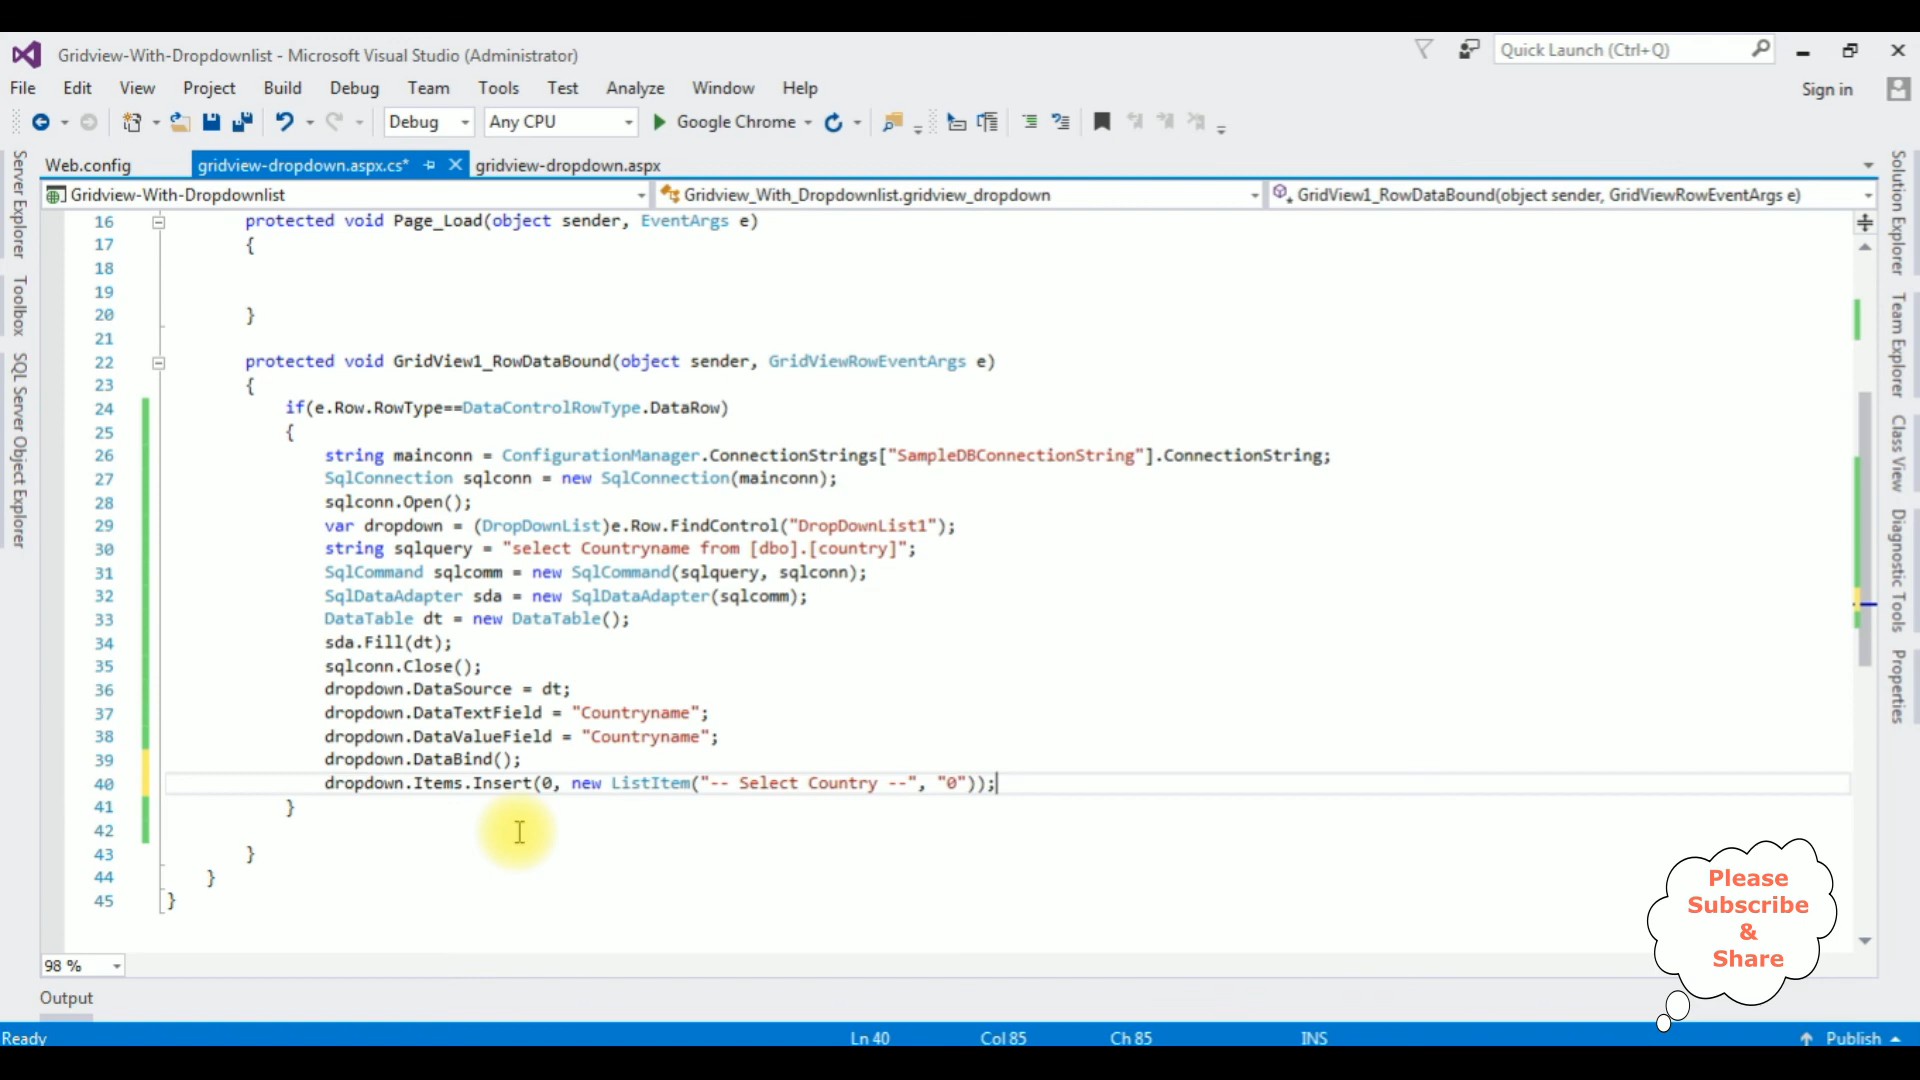 Gridview-With-Dropdownlist - Microsoft Visual Studio (Administrator)
Quick Launch (Ctrl+Q)
File Edit View Project Build Debug Team Tools Test Analyze Window Help
Sign in
Debug Any CPU Google Chrome
Web.config gridview-dropdown.aspx.cs* gridview-dropdown.aspx
Gridview-With-Dropdownlist Gridview_With_Dropdownlist.gridview_dropdown GridView1_RowDataBound(object sender, GridViewRowEventArgs e)
Server Explorer
Toolbox
SQL Server Object Explorer
16 protected void Page_Load(object sender, EventArgs e)
17 {
18
19
20 }
21
22 protected void GridView1_RowDataBound(object sender, GridViewRowEventArgs e)
23 {
24 if(e.Row.RowType==DataControlRowType.DataRow)
25 {
26 string mainconn = ConfigurationManager.ConnectionStrings["SampleDBConnectionString"].ConnectionString;
27 SqlConnection sqlconn = new SqlConnection(mainconn);
28 sqlconn.Open();
29 var dropdown = (DropDownList)e.Row.FindControl("DropDownList1");
30 string sqlquery = "select Countryname from [dbo].[country]";
31 SqlCommand sqlcomm = new SqlCommand(sqlquery, sqlconn);
32 SqlDataAdapter sda = new SqlDataAdapter(sqlcomm);
33 DataTable dt = new DataTable();
34 sda.Fill(dt);
35 sqlconn.Close();
36 dropdown.DataSource = dt;
37 dropdown.DataTextField = "Countryname";
38 dropdown.DataValueField = "Countryname";
39 dropdown.DataBind();
40 dropdown.Items.Insert(0, new ListItem("-- Select Country --", "0"));
41 }
42
43 }
44 }
45 }
Solution Explorer
Team Explorer
Class View
Diagnostic Tools
Properties
Please
Subscribe
&
Share
98 %
Output
Ready Ln 40 Col 85 Ch 85 INS Publish